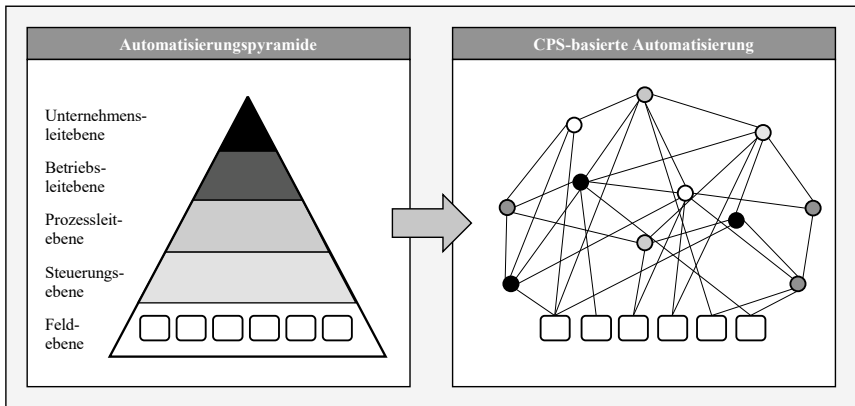 Automatisierungspyramide
Unternehmens-
leitebene
Betriebs-
leitebene
Prozessleit-
ebene
Steuerungs-
ebene
Feld-
ebene
CPS-basierte Automatisierung